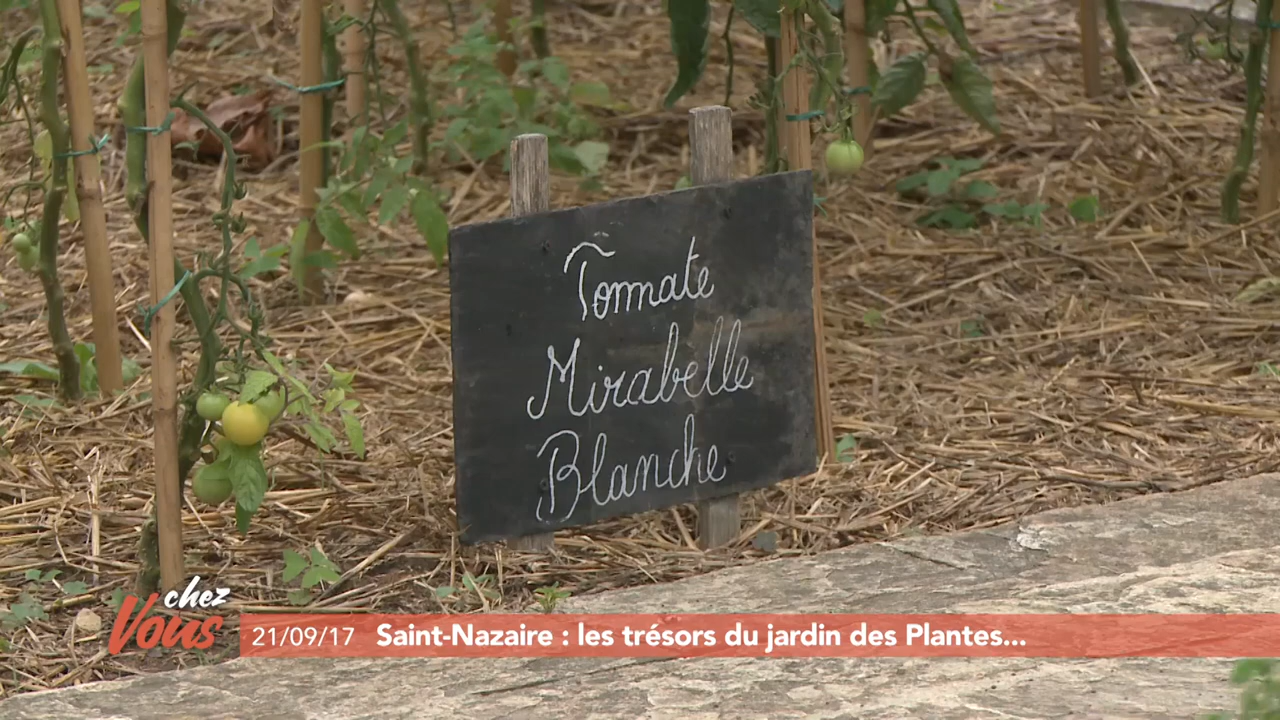 Tomate
Mirabelle
Blanche
chez
Vous
21/09/17 Saint-Nazaire : les trésors du jardin des Plantes...